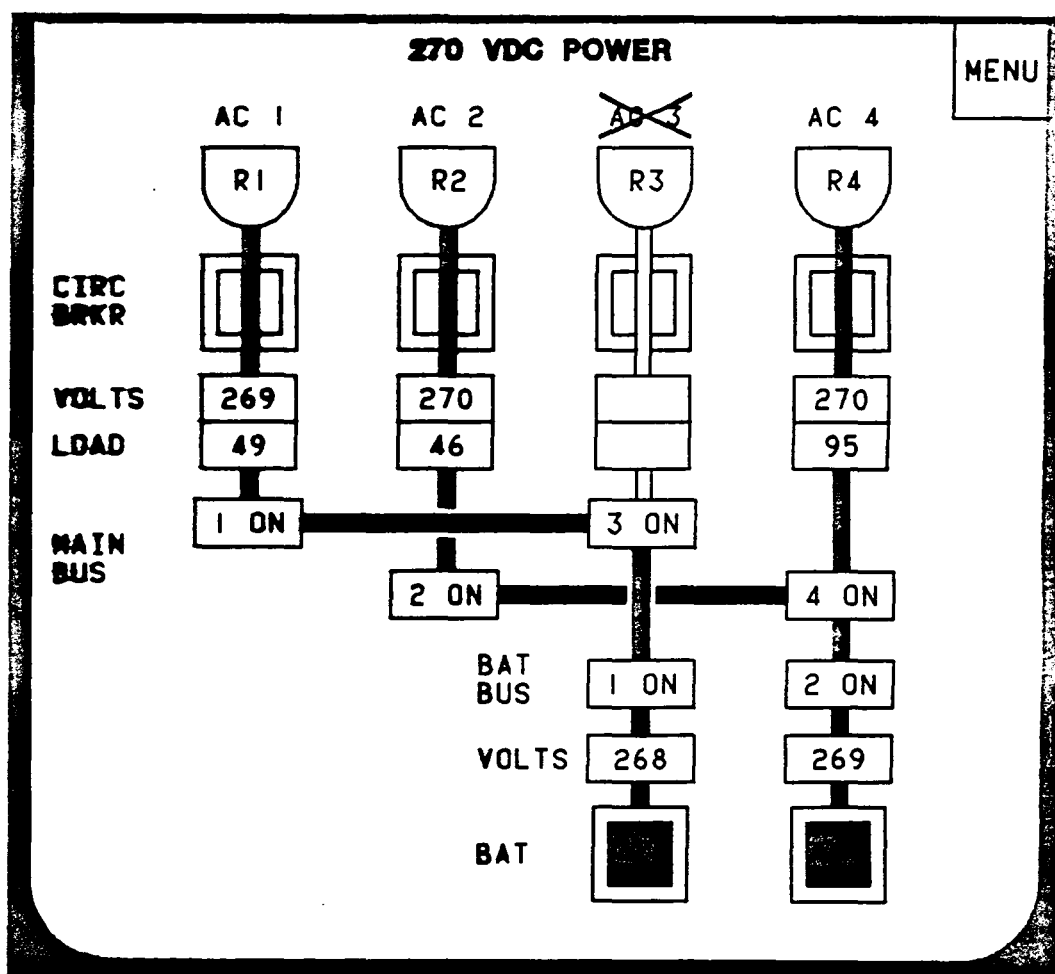 270 VDC POWER
MENU
AC 1 AC 2 AC 3 AC 4
R1 R2 R3 R4
CIRC
BRKR
VOLTS 269 270 270
LOAD 49 46 95
1 ON 3 ON
MAIN
BUS
2 ON 4 ON
BAT
BUS
1 ON 2 ON
VOLTS 268 269
BAT